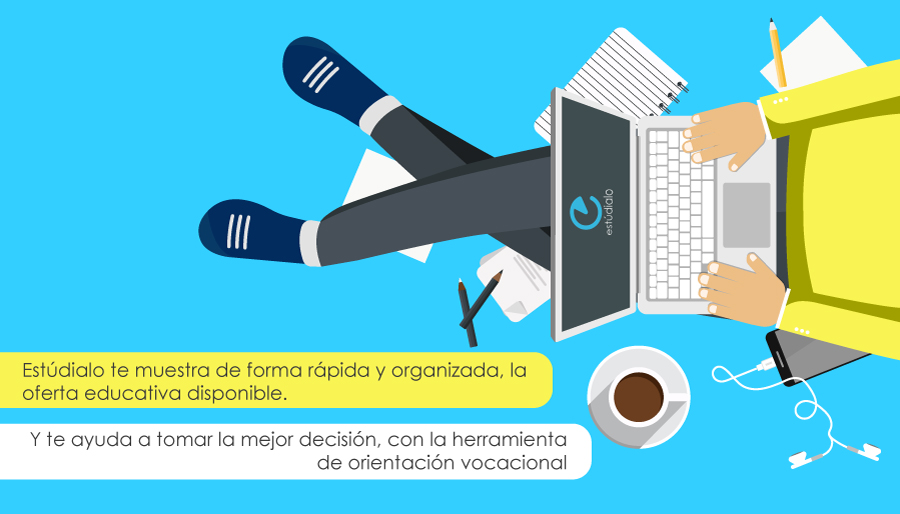 estúdialo
Estúdialo te muestra de forma rápida y organizada, la
oferta educativa disponible.
Y te ayuda a tomar la mejor decisión, con la herramienta
de orientación vocacional